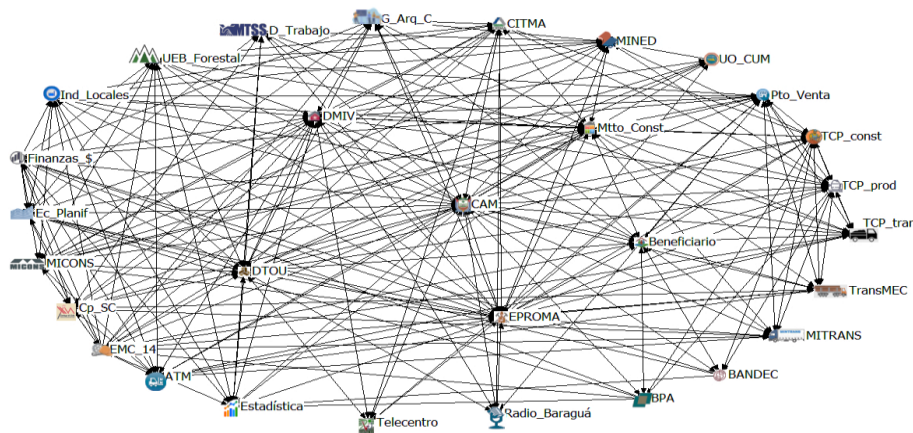 MTSS
D_Trabajo
G_Arq_C
CITMA
MINED
UEB_Forestal
UO_CUM
Ind_Locales
Pto_Venta
DMIV
Mtto_Const
TCP_const
Finanzas_$
TCP_prod
CAM
Ec_Planif
TCP_tran
Beneficiario
MICONS
MICONS
DTOU
TransMEC
Cp_SC
EPROMA
MITRANS
EMC_14
ATM
BANDEC
Estadística
BPA
Telecentro
Radio_Baraguá